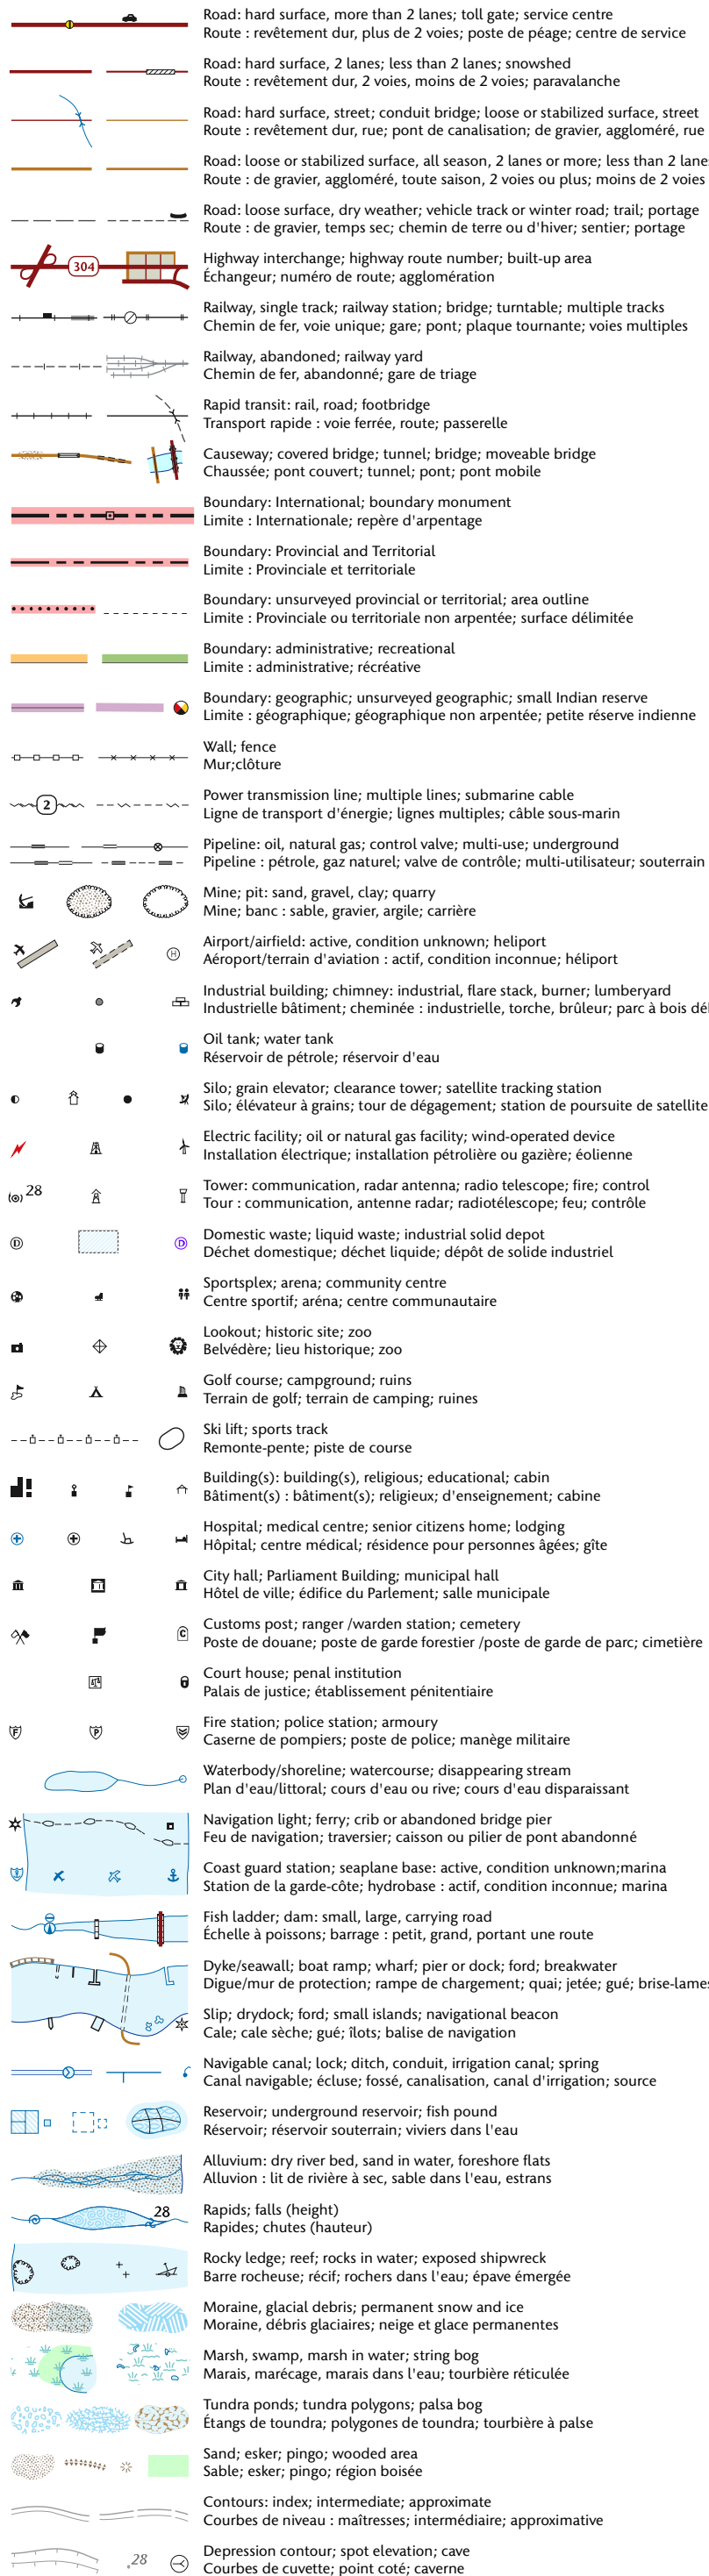 Road: hard surface, more than 2 lanes; toll gate; service centre
Route : revêtement dur, plus de 2 voies; poste de péage; centre de service
Road: hard surface, 2 lanes; less than 2 lanes; snowshed
Route : revêtement dur, 2 voies, moins de 2 voies; paravalanche
Road: hard surface, street; conduit bridge; loose or stabilized surface, street
Route : revêtement dur, rue; pont de canalisation; de gravier, aggloméré, rue
Road: loose or stabilized surface, all season, 2 lanes or more; less than 2 lane
Route : de gravier, aggloméré, toute saison, 2 voies ou plus; moins de 2 voies
Road: loose surface, dry weather; vehicle track or winter road; trail; portage
Route : de gravier, temps sec; chemin de terre ou d'hiver; sentier; portage
304
Highway interchange; highway route number; built-up area
Échangeur; numéro de route; agglomération
Railway, single track; railway station; bridge; turntable; multiple tracks
Chemin de fer, voie unique; gare; pont; plaque tournante; voies multiples
Railway, abandoned; railway yard
Chemin de fer, abandonné; gare de triage
Rapid transit: rail, road; footbridge
Transport rapide : voie ferrée, route; passerelle
Causeway; covered bridge; tunnel; bridge; moveable bridge
Chaussée; pont couvert; tunnel; pont; pont mobile
Boundary: International; boundary monument
Limite : Internationale; repère d'arpentage
Boundary: Provincial and Territorial
Limite : Provinciale et territoriale
Boundary: unsurveyed provincial or territorial; area outline
Limite : Provinciale ou territoriale non arpentée; surface délimitée
Boundary: administrative; recreational
Limite : administrative; récréative
Boundary: geographic; unsurveyed geographic; small Indian reserve
Limite : géographique; géographique non arpentée; petite réserve indienne
Wall; fence
Mur;clôture
2
Power transmission line; multiple lines; submarine cable
Ligne de transport d'énergie; lignes multiples; câble sous-marin
Pipeline: oil, natural gas; control valve; multi-use; underground
Pipeline : pétrole, gaz naturel; valve de contrôle; multi-utilisateur; souterrain
Mine; pit: sand, gravel, clay; quarry
Mine; banc : sable, gravier, argile; carrière
H
Airport/airfield: active, condition unknown; heliport
Aéroport/terrain d'aviation : actif, condition inconnue; héliport
Industrial building; chimney: industrial, flare stack, burner; lumberyard
Industrielle bâtiment; cheminée : industrielle, torche, brûleur; parc à bois dé
Oil tank; water tank
Réservoir de pétrole; réservoir d'eau
Silo; grain elevator; clearance tower; satellite tracking station
Silo; élévateur à grains; tour de dégagement; station de poursuite de satellite
Electric facility; oil or natural gas facility; wind-operated device
Installation électrique; installation pétrolière ou gazière; éolienne
28
Tower: communication, radar antenna; radio telescope; fire; control
Tour : communication, antenne radar; radiotélescope; feu; contrôle
D D
Domestic waste; liquid waste; industrial solid depot
Déchet domestique; déchet liquide; dépôt de solide industriel
Sportsplex; arena; community centre
Centre sportif; aréna; centre communautaire
Lookout; historic site; zoo
Belvédère; lieu historique; zoo
Golf course; campground; ruins
Terrain de golf; terrain de camping; ruines
Ski lift; sports track
Remonte-pente; piste de course
Building(s): building(s), religious; educational; cabin
Bâtiment(s) : bâtiment(s); religieux; d'enseignement; cabine
Hospital; medical centre; senior citizens home; lodging
Hôpital; centre médical; résidence pour personnes âgées; gîte
City hall; Parliament Building; municipal hall
Hôtel de ville; édifice du Parlement; salle municipale
C
Customs post; ranger /warden station; cemetery
Poste de douane; poste de garde forestier /poste de garde de parc; cimetière
Court house; penal institution
Palais de justice; établissement pénitentiaire
F P
Fire station; police station; armoury
Caserne de pompiers; poste de police; manège militaire
Waterbody/shoreline; watercourse; disappearing stream
Plan d'eau/littoral; cours d'eau ou rive; cours d'eau disparaissant
Navigation light; ferry; crib or abandoned bridge pier
Feu de navigation; traversier; caisson ou pilier de pont abandonné
Coast guard station; seaplane base: active, condition unknown;marina
Station de la garde-côte; hydrobase : actif, condition inconnue; marina
Fish ladder; dam: small, large, carrying road
Échelle à poissons; barrage : petit, grand, portant une route
Dyke/seawall; boat ramp; wharf; pier or dock; ford; breakwater
Digue/mur de protection; rampe de chargement; quai; jetée; gué; brise-lames
Slip; drydock; ford; small islands; navigational beacon
Cale; cale sèche; gué; îlots; balise de navigation
Navigable canal; lock; ditch, conduit, irrigation canal; spring
Canal navigable; écluse; fossé, canalisation, canal d'irrigation; source
Reservoir; underground reservoir; fish pound
Réservoir; réservoir souterrain; viviers dans l'eau
Alluvium: dry river bed, sand in water, foreshore flats
Alluvion : lit de rivière à sec, sable dans l'eau, estrans
28
Rapids; falls (height)
Rapides; chutes (hauteur)
Rocky ledge; reef; rocks in water; exposed shipwreck
Barre rocheuse; récif; rochers dans l'eau; épave émergée
Moraine, glacial debris; permanent snow and ice
Moraine, débris glaciaires; neige et glace permanentes
Marsh, swamp, marsh in water; string bog
Marais, marécage, marais dans l'eau; tourbière réticulée
Tundra ponds; tundra polygons; palsa bog
Étangs de toundra; polygones de toundra; tourbière à palse
Sand; esker; pingo; wooded area
Sable; esker; pingo; région boisée
Contours: index; intermediate; approximate
Courbes de niveau : maîtresses; intermédiaire; approximative
.28
Depression contour; spot elevation; cave
Courbes de cuvette; point coté; caverne